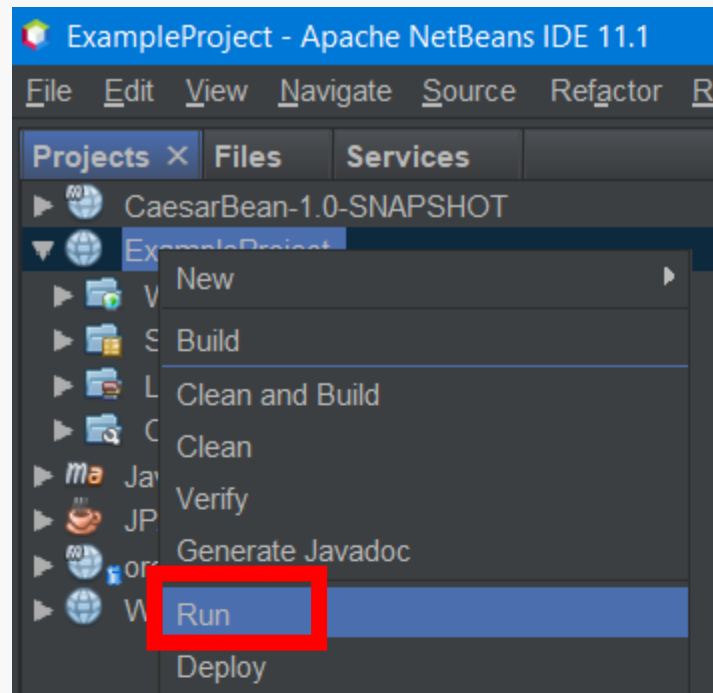 ExampleProject - Apache NetBeans IDE 11.1
File Edit View Navigate Source Refactor R
Projects × Files Services
CaesarBean-1.0-SNAPSHOT
ExampleProject
New
Build
Clean and Build
Clean
Verify
Generate Javadoc
Run
Deploy